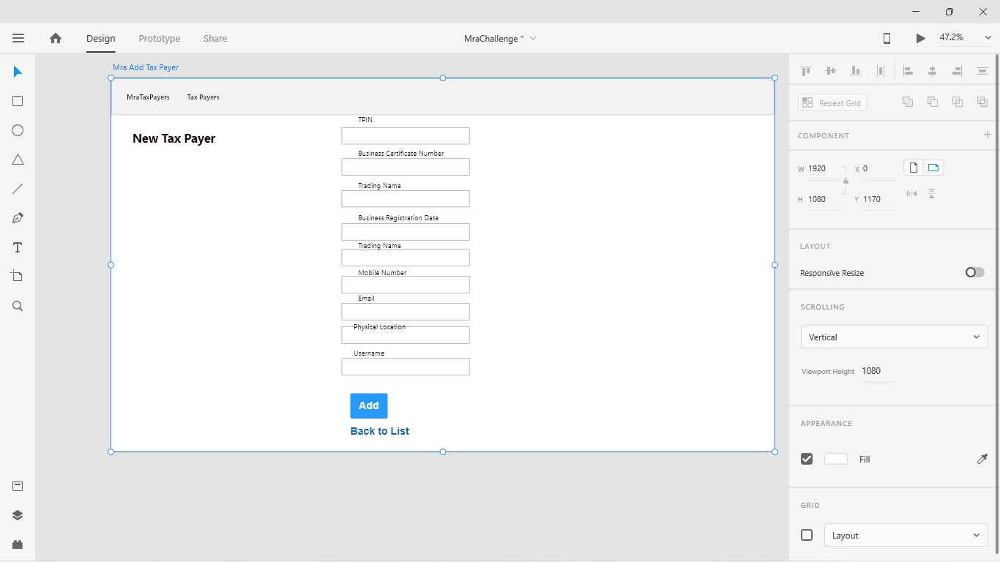 Design
Prototype
Share
MraChallenge *
47.2%
Mra Add Tax Payer
MraTaxPayers
Tax Payers
New Tax Payer
TPIN
Business Certificate Number
Trading Name
Business Registration Date
Trading Name
Mobile Number
Email
Physical Location
Username
Add
Back to List
Repeat Grid
COMPONENT
W 1920
X 0
H 1080
Y 1170
LAYOUT
Responsive Resize
SCROLLING
Vertical
Viewport Height 1080
APPEARANCE
Fill
GRID
Layout